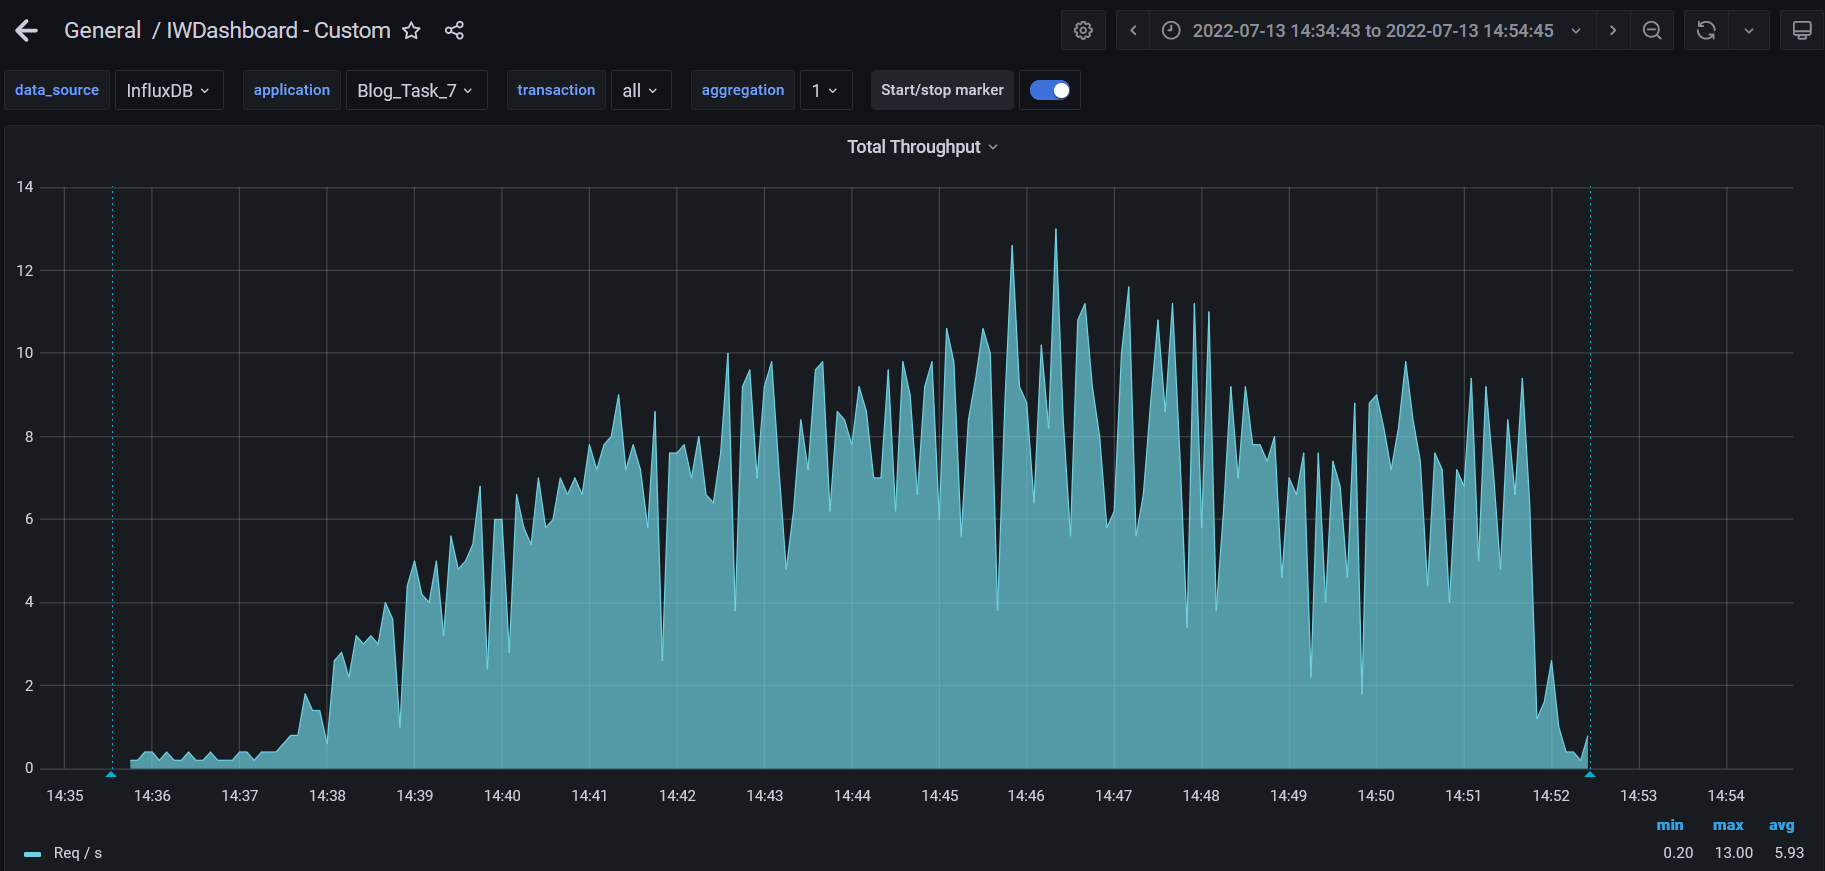 General / IWDashboard - Custom 2022-07-13 14:34:43 to 2022-07-13 14:54:45
data_source InfluxDB application Blog_Task_7 transaction all aggregation 1 Start/stop marker
Total Throughput
14
12
10
8
6
4
2
0
14:35 14:36 14:37 14:38 14:39 14:40 14:41 14:42 14:43 14:44 14:45 14:46 14:47 14:48 14:49 14:50 14:51 14:52 14:53 14:54
min max avg
Req / s 0.20 13.00 5.93